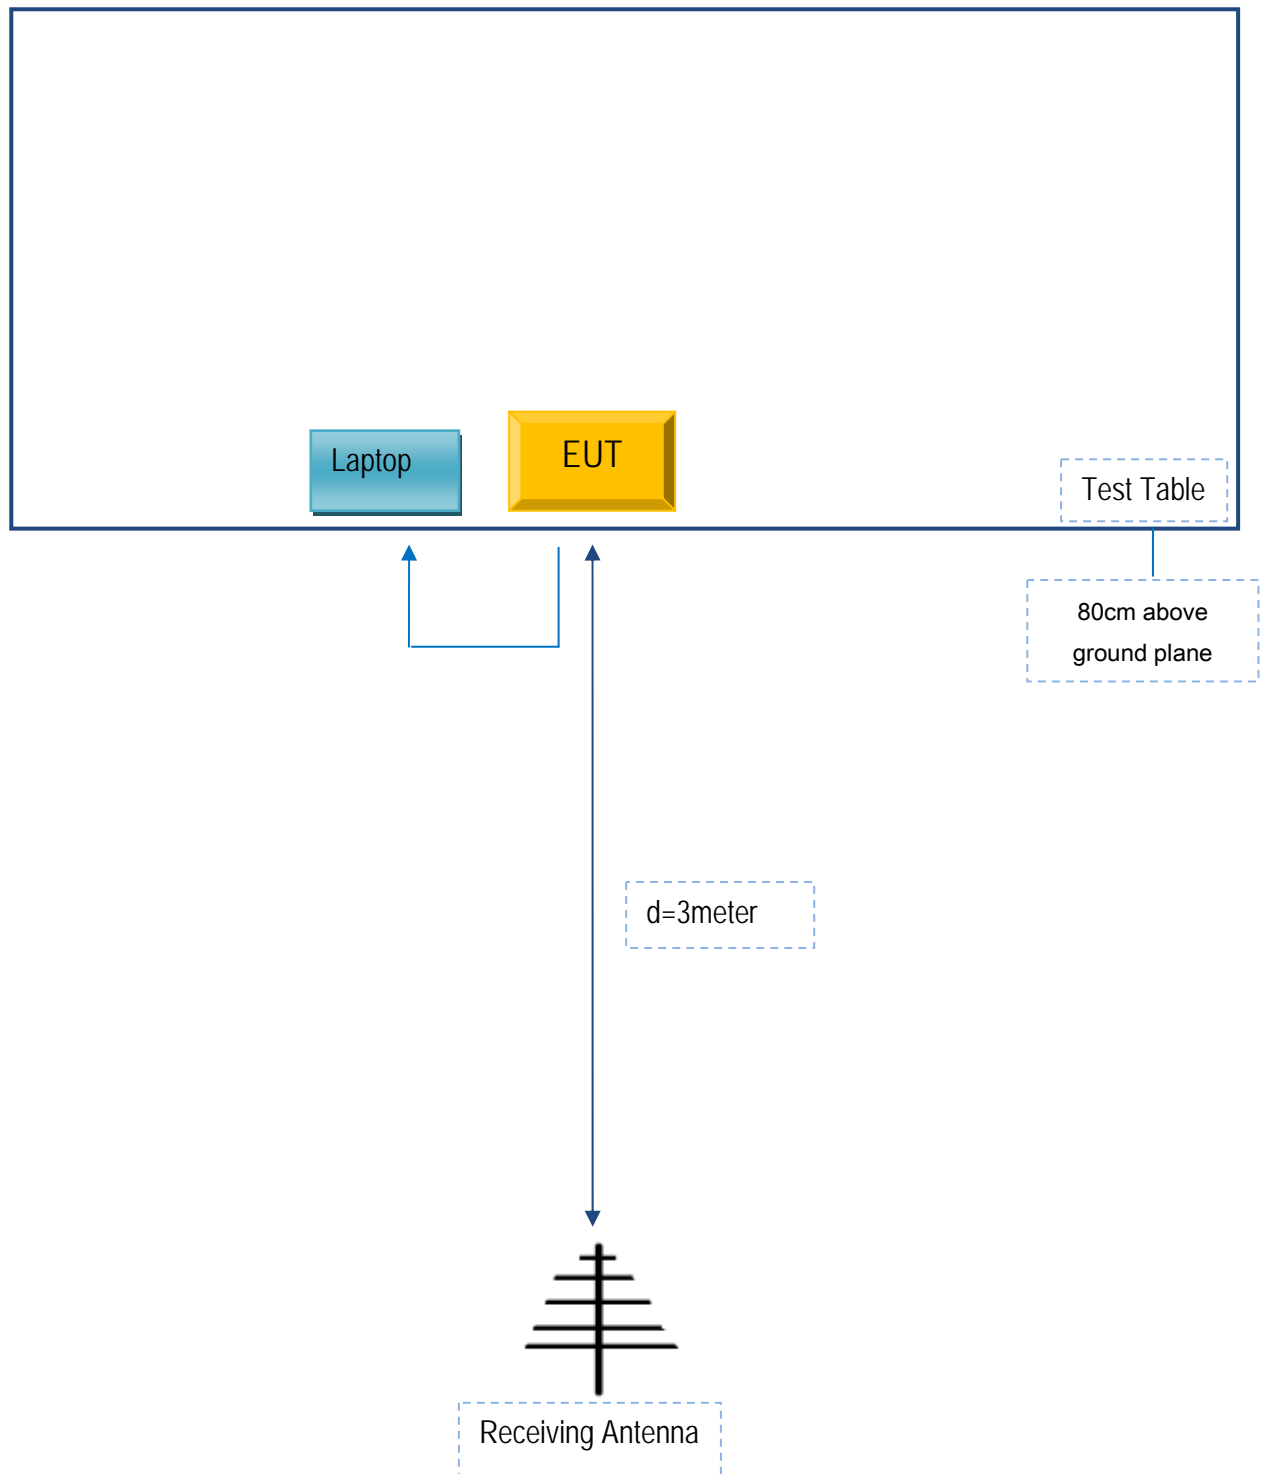 Laptop
EUT
Test Table
80cm above
ground plane
d=3meter
Receiving Antenna